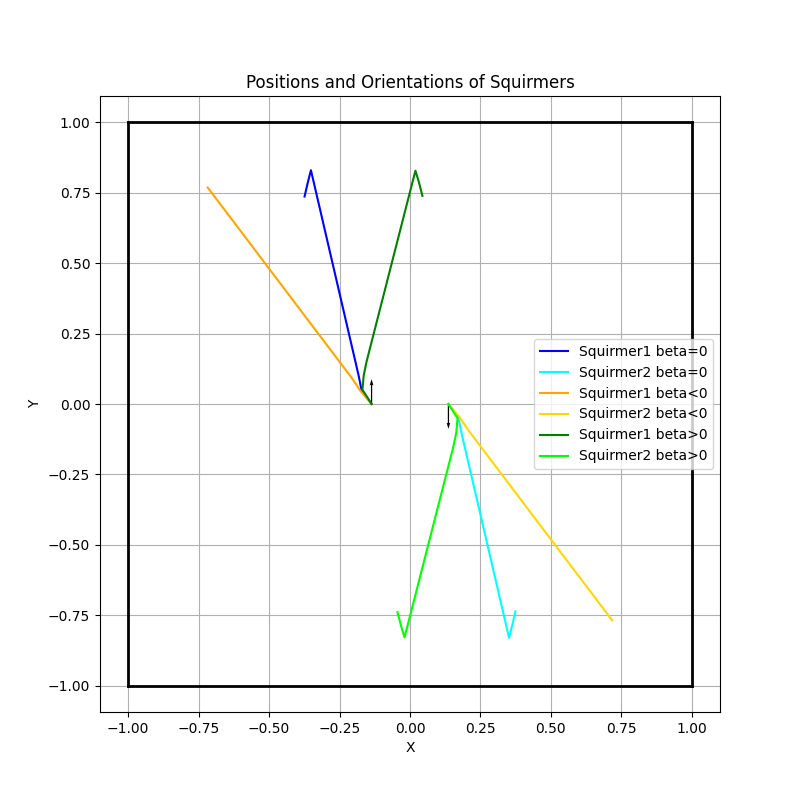 Positions and Orientations of Squirmers
1.00
0.75
0.50
0.25
0.00
−0.25
−0.50
−0.75
−1.00
Y
Squirmer1 beta=0
Squirmer2 beta=0
Squirmer1 beta<0
Squirmer2 beta<0
Squirmer1 beta>0
Squirmer2 beta>0
−1.00 −0.75 −0.50 −0.25 0.00 0.25 0.50 0.75 1.00
X